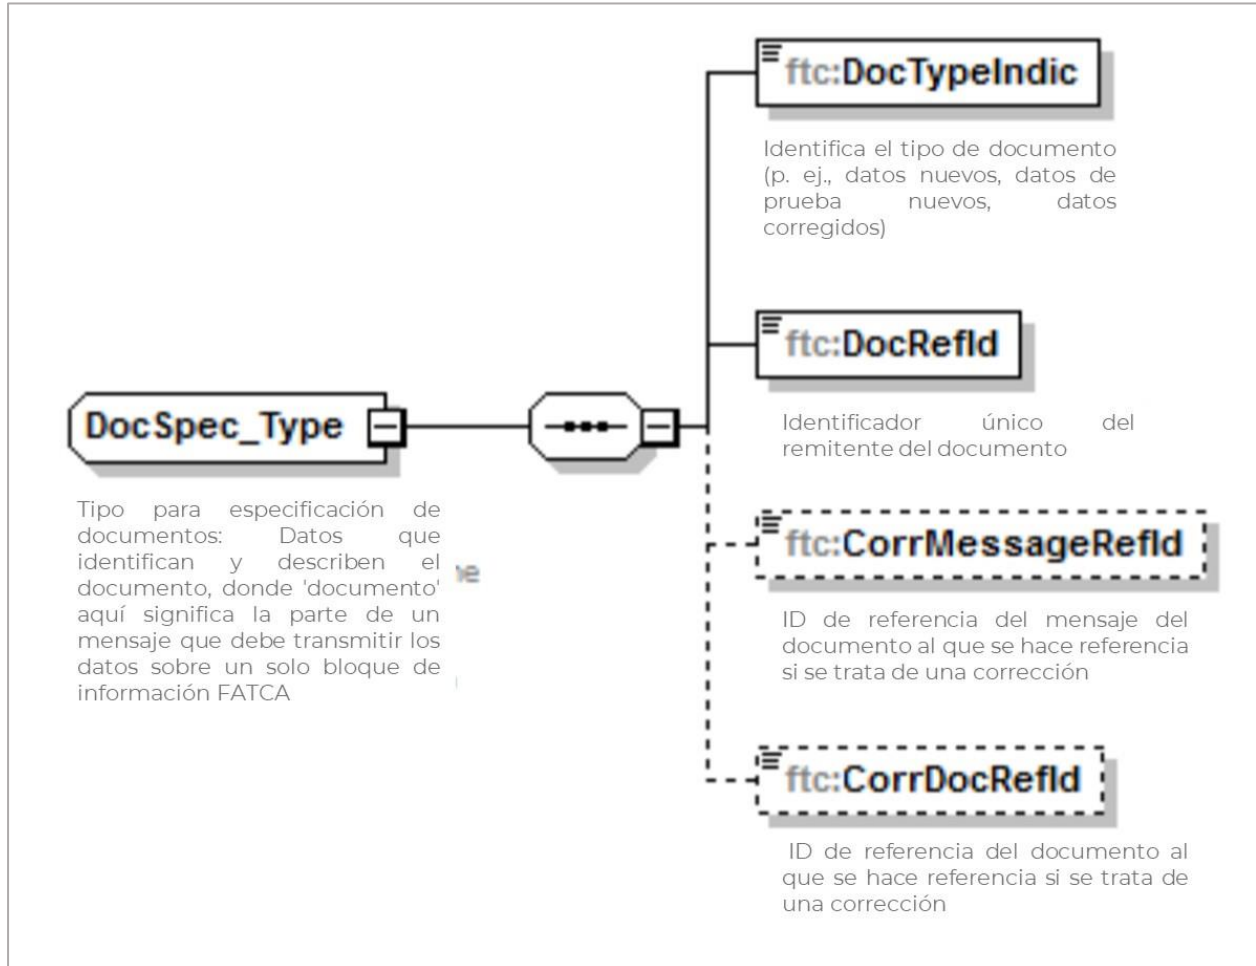 ftc:DocTypeIndic
Identifica el tipo de documento
(p. ej., datos nuevos, datos de
prueba nuevos, datos
corregidos)
ftc:DocRefId
Identificador único del
remitente del documento
DocSpec_Type
Tipo para especificación de
documentos: Datos que
identifican y describen el
documento, donde 'documento'
aquí significa la parte de un
mensaje que debe transmitir los
datos sobre un solo bloque de
información FATCA
ftc:CorrMessageRefId
ID de referencia del mensaje del
documento al que se hace referencia
si se trata de una corrección
ftc:CorrDocRefId
ID de referencia del documento al
que se hace referencia si se trata de
una corrección